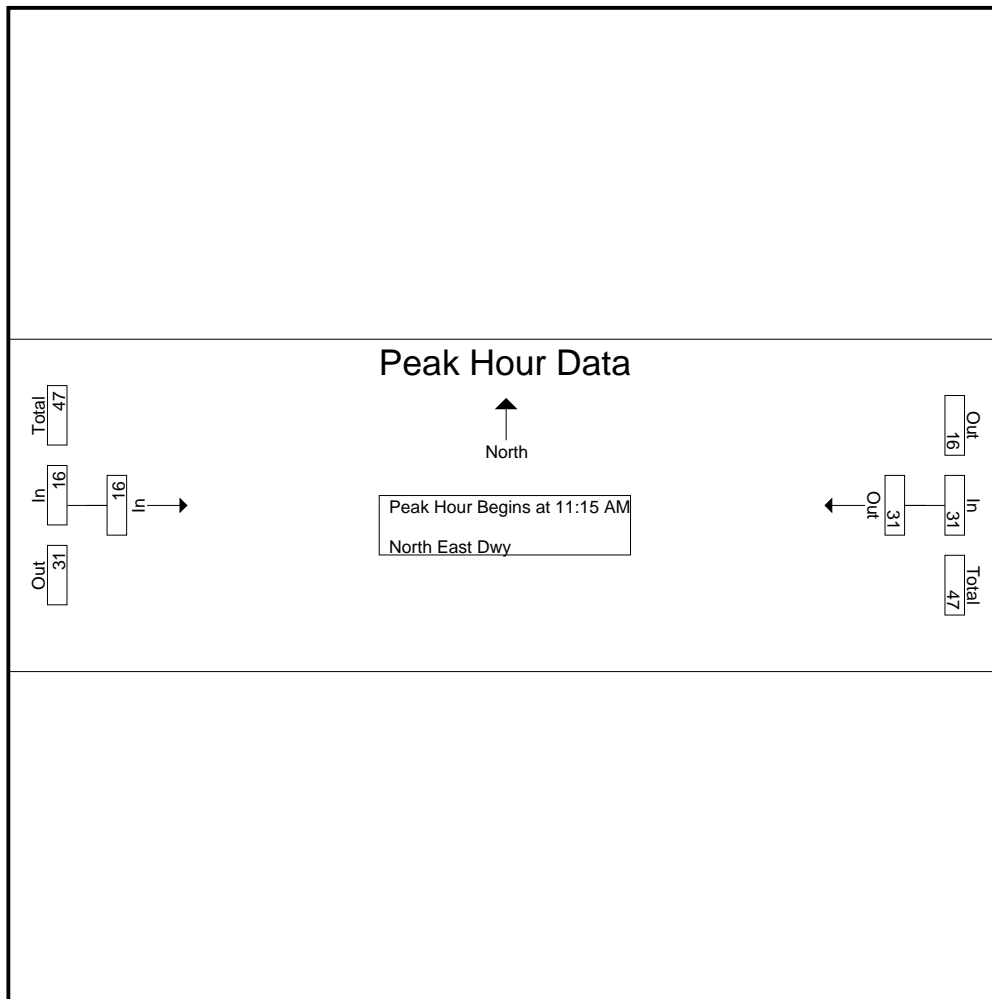 Peak Hour Data
North
Peak Hour Begins at 11:15 AM
North East Dwy
Total
47
In
16
Out
31
16
In
Out
16
In
31
Total
47
31
Out